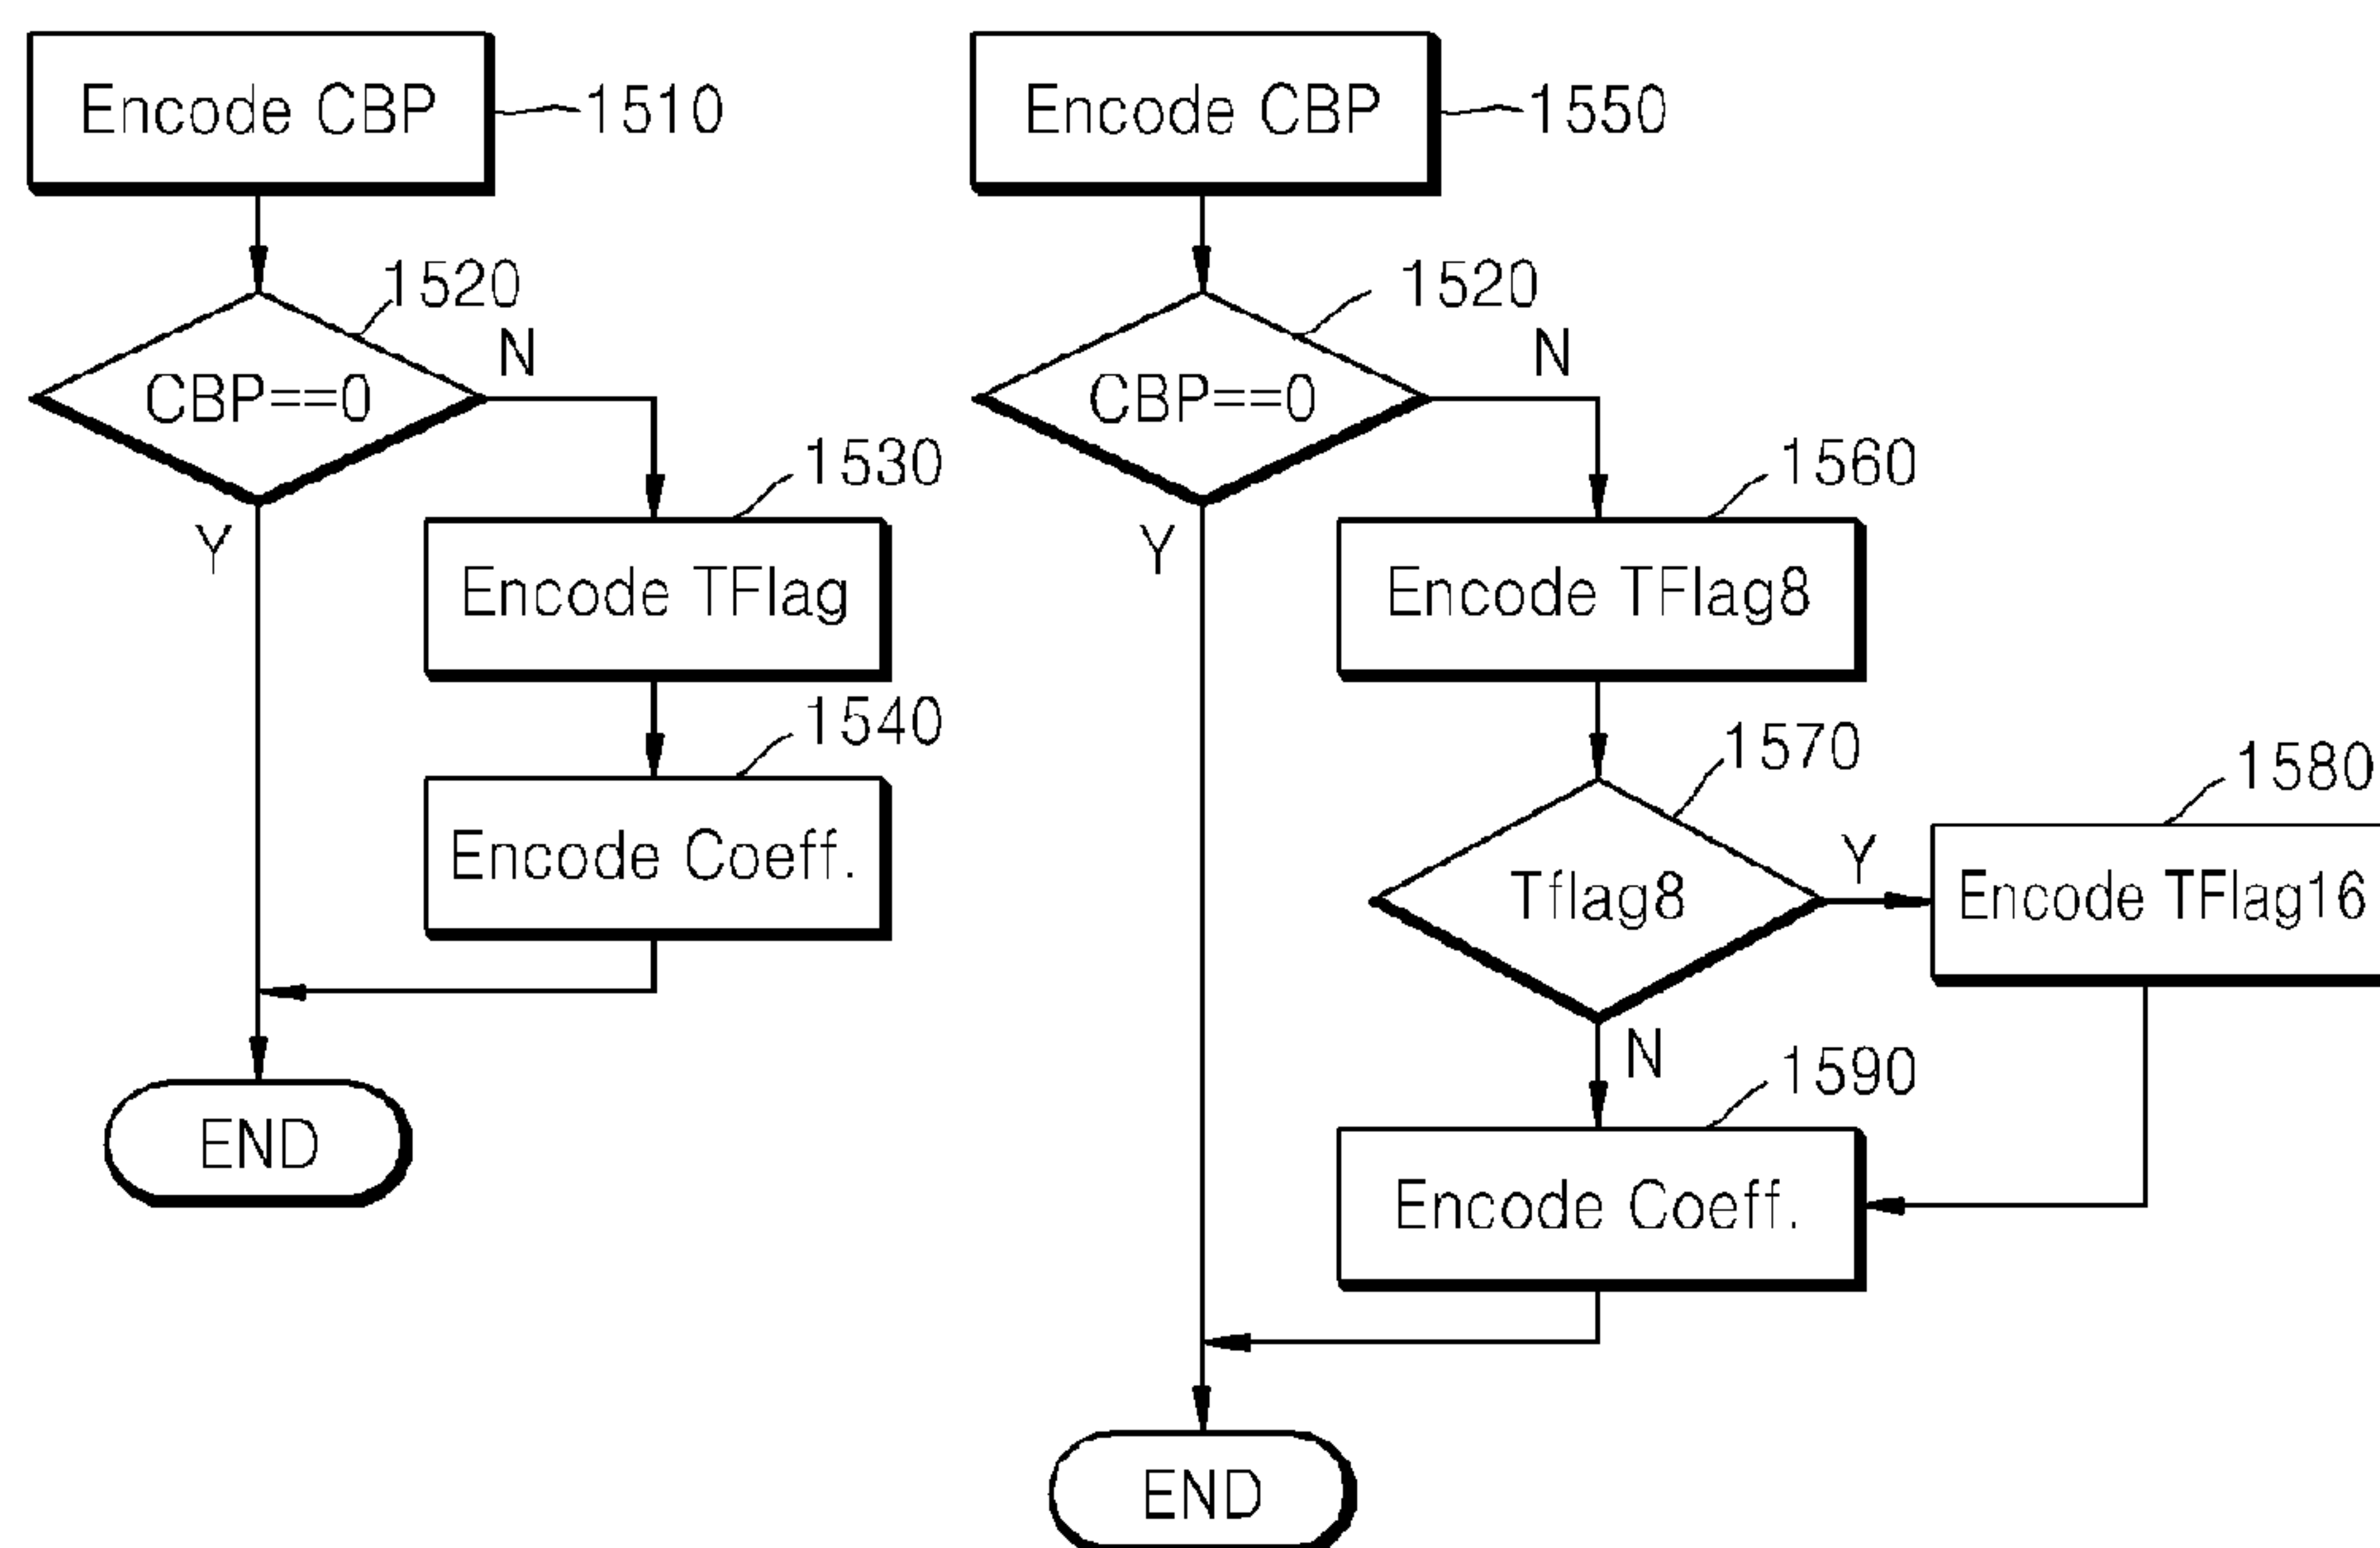 Encode CBP
1510
1520
CBP==0
N
Y
1530
Encode TFlag
1540
Encode Coeff.
END
Encode CBP
1550
1520
CBP==0
N
Y
1560
Encode TFlag8
1570
Tflag8
Y
N
1580
Encode TFlag16
1590
Encode Coeff.
END